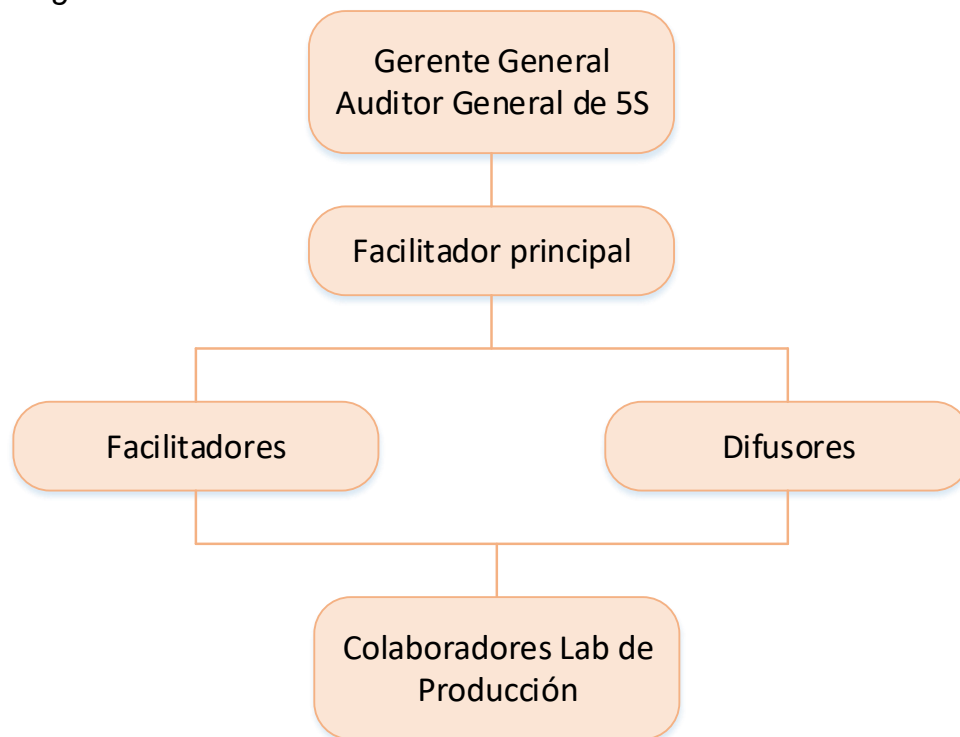 Gerente General
Auditor General de 5S
Facilitador principal
Facilitadores
Difusores
Colaboradores Lab de
Producción